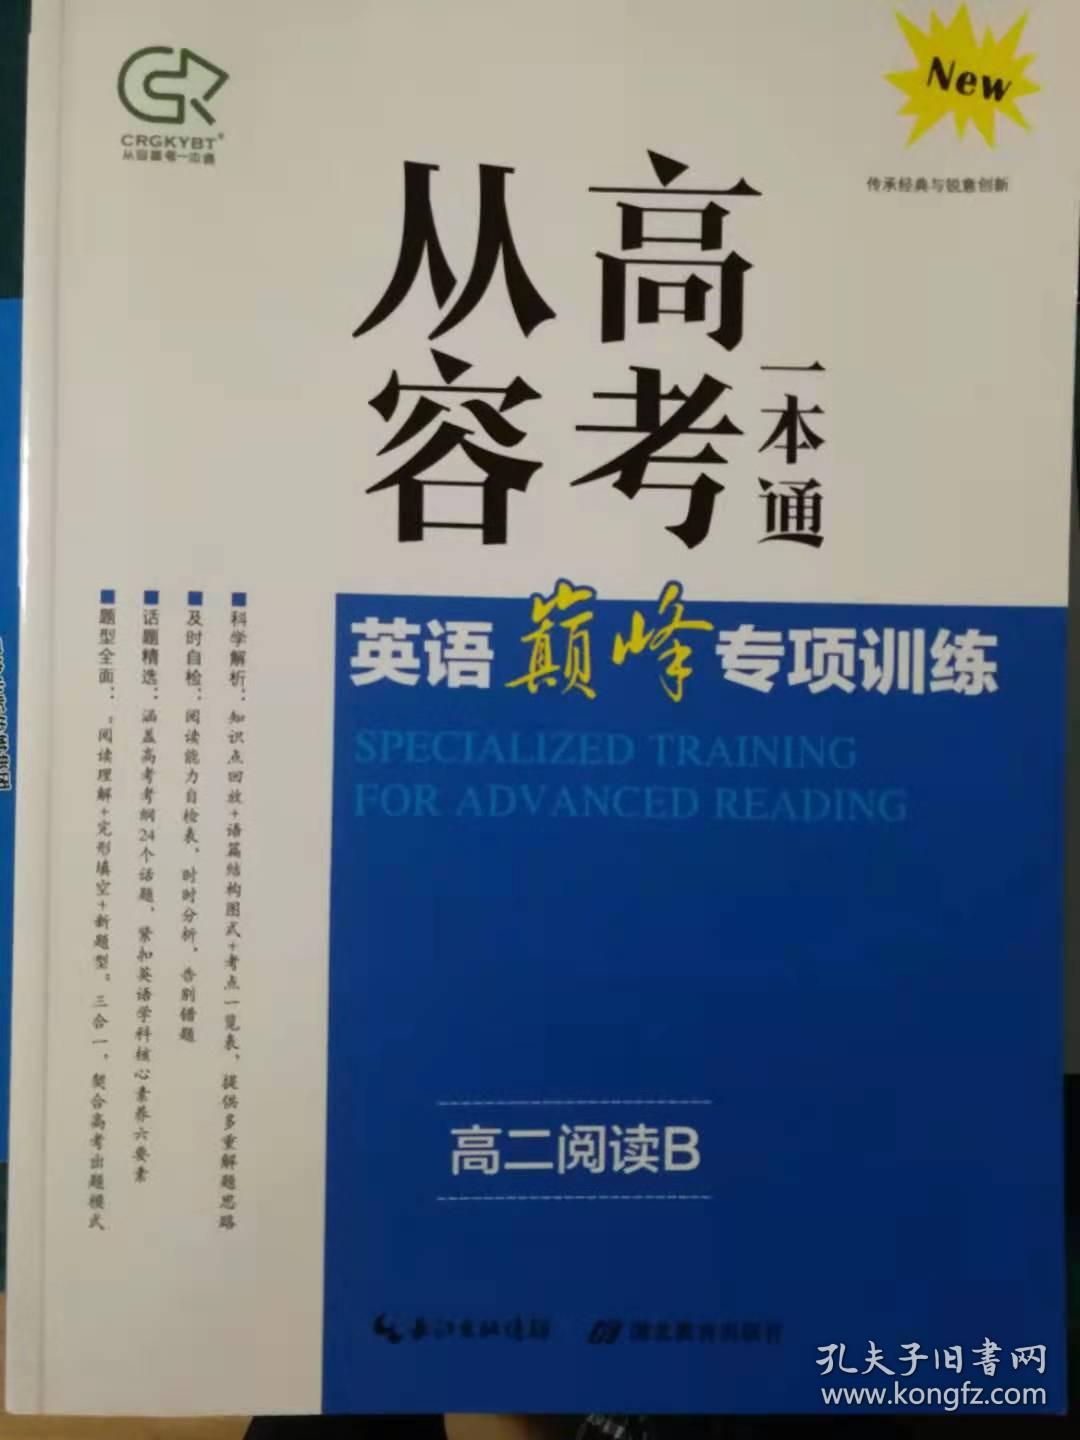 CRGKYBT®
从容高考一本通
New
传承经典与锐意创新
从容
高考
一本通
英语巅峰专项训练
SPECIALIZED TRAINING
FOR ADVANCED READING
■科学解析：知识点回放+语篇结构图式+考点一览表，提供多重解题思路
■及时自检：阅读能力自检表，时时分析，告别错题
■话题精选：涵盖高考考纲24个话题，紧扣英语学科核心素养六要素
■题型全面：阅读理解+完形填空+新题型，三合一，契合高考出题模式
高二阅读B
长江出版传媒
湖北教育出版社
孔夫子旧書网
www.kongfz.com